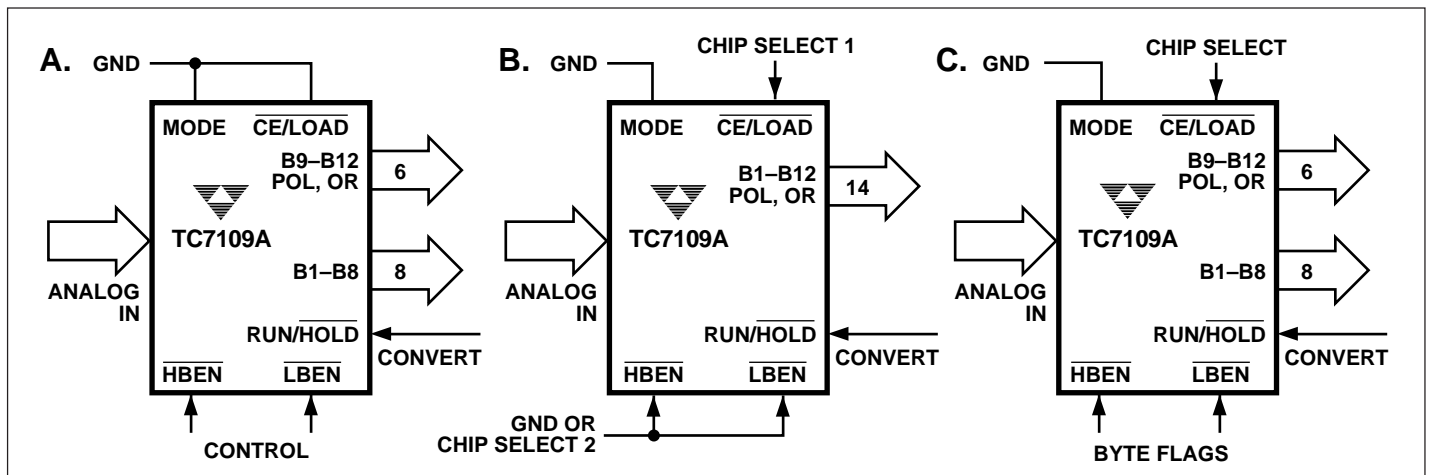 A.
GND
MODE
CE/LOAD
B9–B12
POL, OR
6
TC7109A
B1–B8
8
ANALOG
IN
RUN/HOLD
CONVERT
HBEN
LBEN
CONTROL
B.
GND
CHIP SELECT 1
MODE
CE/LOAD
B1–B12
POL, OR
14
TC7109A
ANALOG
IN
RUN/HOLD
CONVERT
HBEN
LBEN
GND OR
CHIP SELECT 2
C.
GND
CHIP SELECT
MODE
CE/LOAD
B9–B12
POL, OR
6
TC7109A
B1–B8
8
ANALOG
IN
RUN/HOLD
CONVERT
HBEN
LBEN
BYTE FLAGS